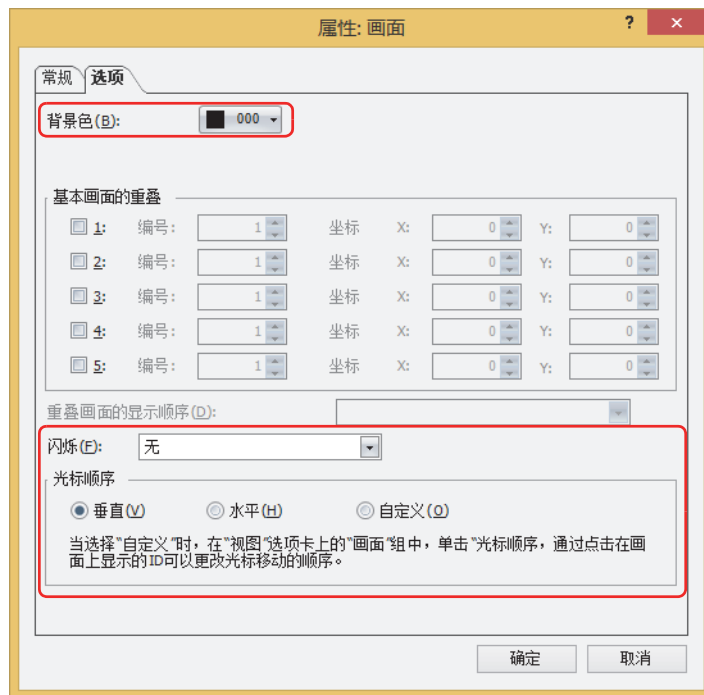 属性: 画面
? ×
常规 选项
背景色(B): 000
基本画面的重叠
1: 编号: 1 坐标 X: 0 Y: 0
2: 编号: 1 坐标 X: 0 Y: 0
3: 编号: 1 坐标 X: 0 Y: 0
4: 编号: 1 坐标 X: 0 Y: 0
5: 编号: 1 坐标 X: 0 Y: 0
重叠画面的显示顺序(D):
闪烁(F): 无
光标顺序
垂直(V) 水平(H) 自定义(O)
当选择“自定义”时，在“视图”选项卡上的“画面”组中，单击“光标顺序，通过点击在画
面上显示的ID可以更改光标移动的顺序。
确定 取消